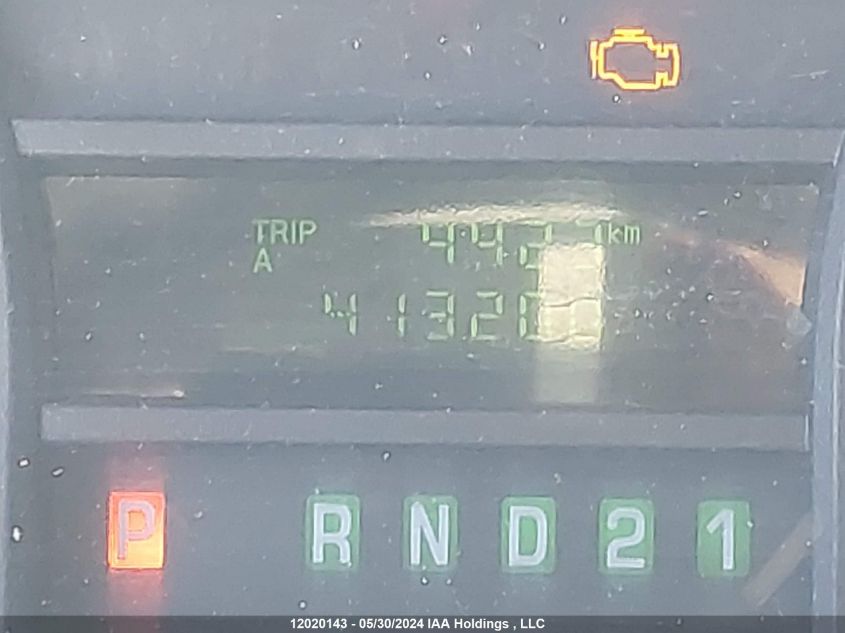 TRIP km
A
P R N D 2 1
12020143 - 05/30/2024 IAA Holdings , LLC